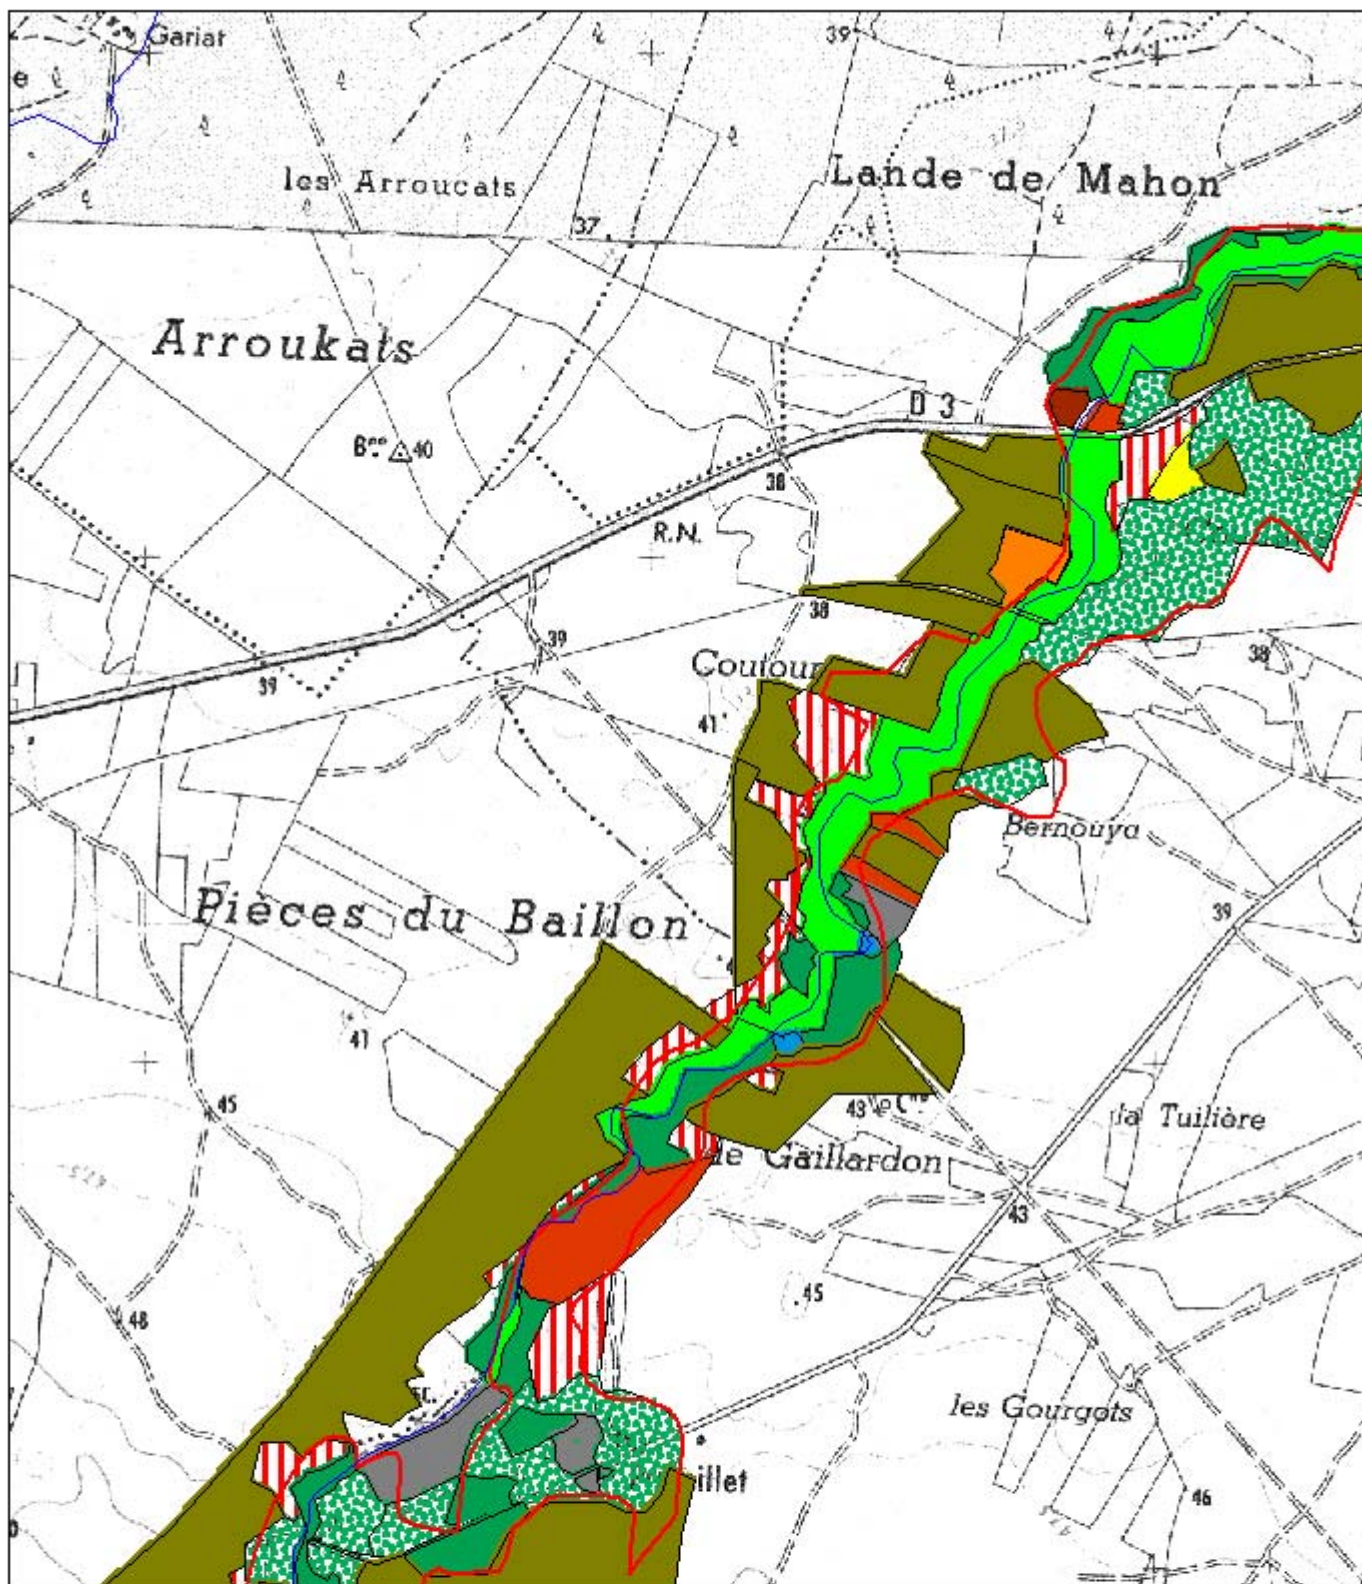 Gariat
39
e
les Arroucats
Lande de Mahon
37
Arroukats
D 3
40
38
R.N.
38
39
Coutour
38
39
41
Bernouya
Pièces du Baillon
39
41
45
43
la Tuilière
de Gaillardon
43
45
48
les Gourgots
illet
46